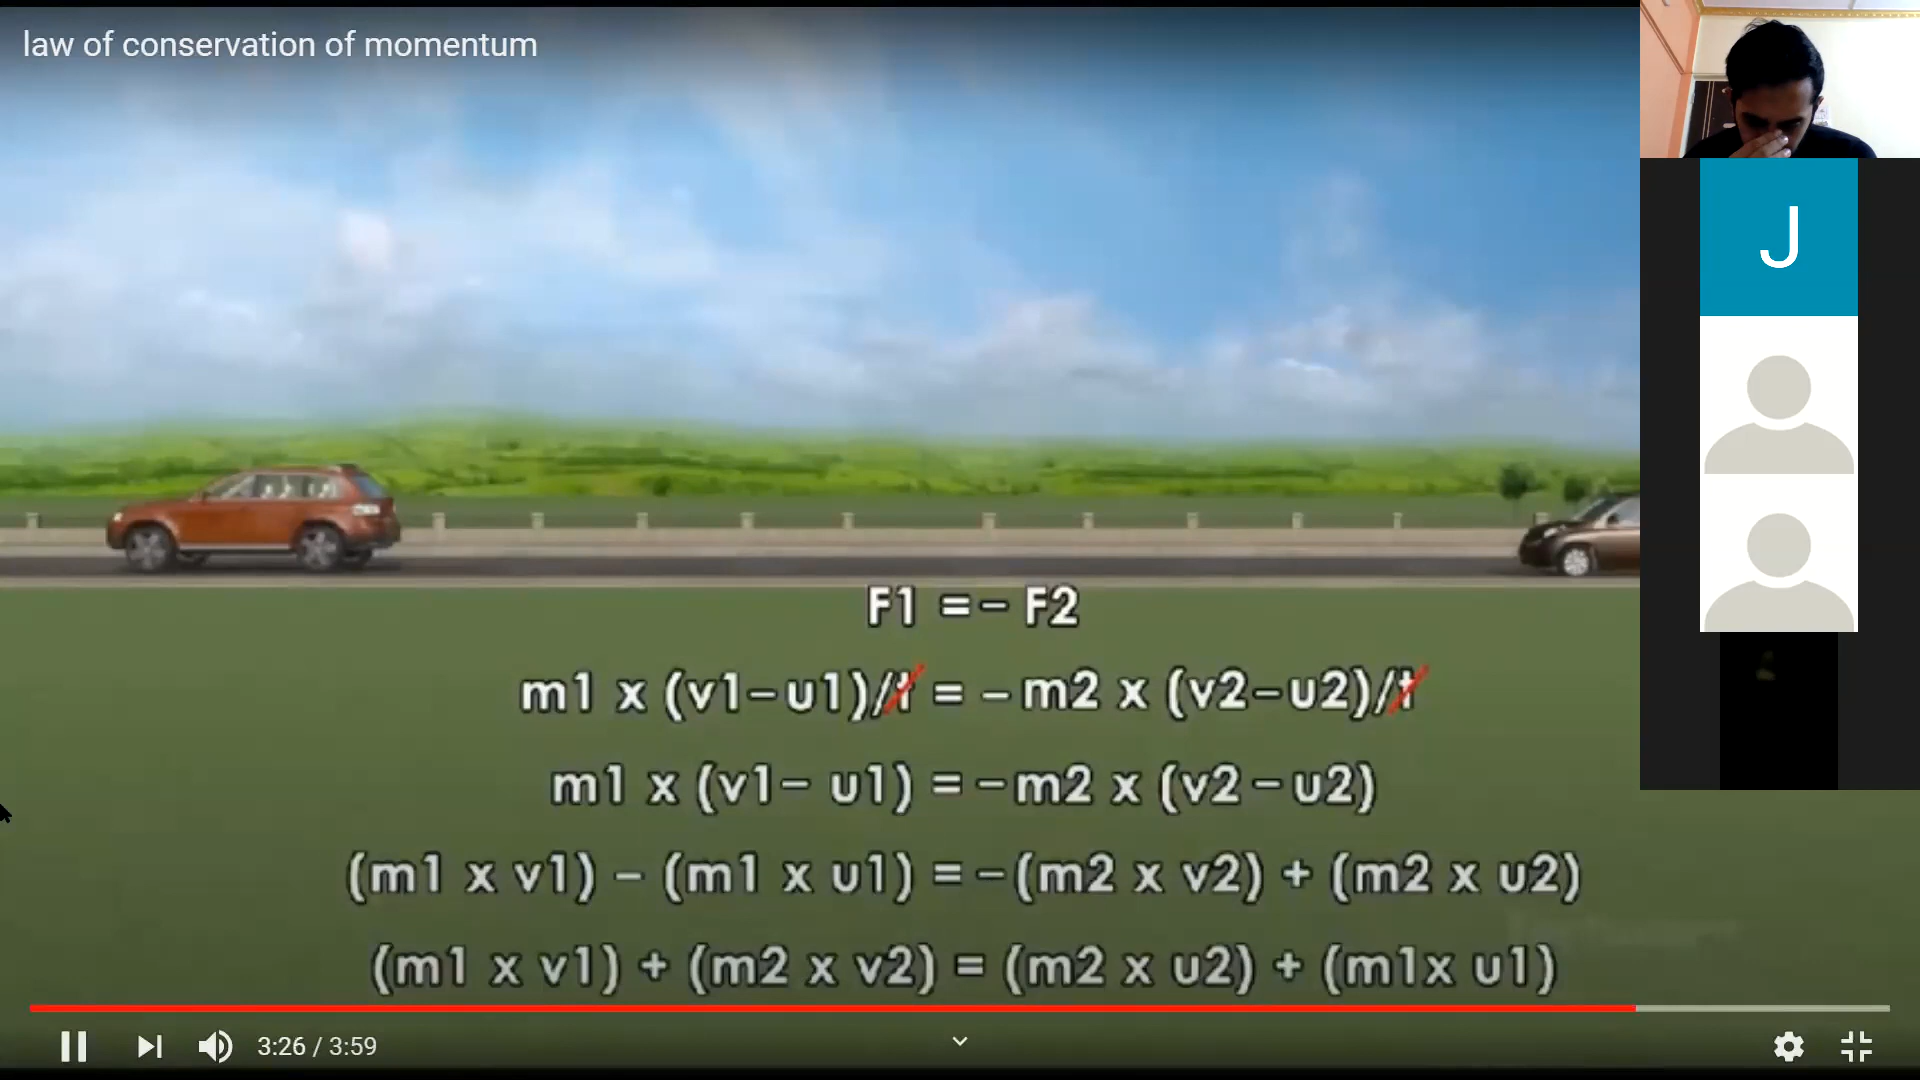 law of conservation of momentum
J
F1 =– F2
m1 x (v1–u1)/t = – m2 x (v2–u2)/t
m1 x (v1– u1) = –m2 x (v2–u2)
(m1 x v1) – (m1 x u1) = –(m2 x v2) + (m2 x u2)
(m1 x v1) + (m2 x v2) = (m2 x u2) + (m1x u1)
3:26 / 3:59